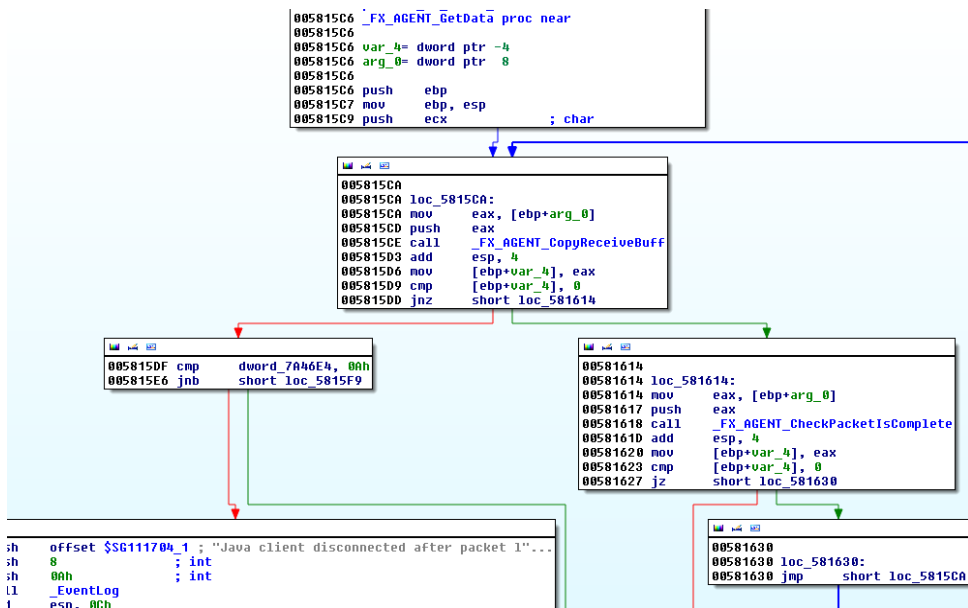 005815C6 _FX_AGENT_GetData proc near
005815C6
005815C6 var_4= dword ptr -4
005815C6 arg_0= dword ptr  8
005815C6
005815C6 push    ebp
005815C7 mov     ebp, esp
005815C9 push    ecx             ; char
005815CA
005815CA loc_5815CA:
005815CA mov     eax, [ebp+arg_0]
005815CD push    eax
005815CE call    _FX_AGENT_CopyReceiveBuff
005815D3 add     esp, 4
005815D6 mov     [ebp+var_4], eax
005815D9 cmp     [ebp+var_4], 0
005815DD jnz     short loc_581614
005815DF cmp     dword_7A46E4, 0Ah
005815E6 jnb     short loc_5815F9
00581614
00581614 loc_581614:
00581614 mov     eax, [ebp+arg_0]
00581617 push    eax
00581618 call    _FX_AGENT_CheckPacketIsComplete
0058161D add     esp, 4
00581620 mov     [ebp+var_4], eax
00581623 cmp     [ebp+var_4], 0
00581627 jz      short loc_581630
sh   offset $SG111704_1 ; "Java client disconnected after packet l"...
sh   8               ; int
sh   0Ah             ; int
ll   _EventLog
esp, 0Ch
00581630
00581630 loc_581630:
00581630 jmp     short loc_5815CA